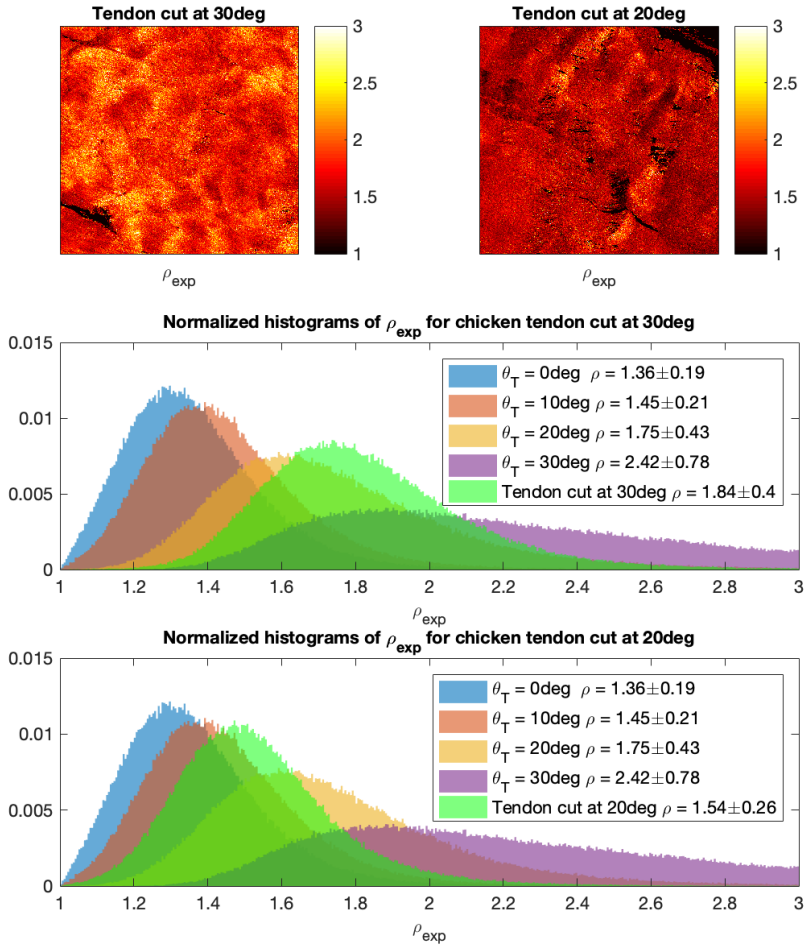 Tendon cut at 30deg
3
2.5
2
1.5
1
ρexp
Tendon cut at 20deg
3
2.5
2
1.5
1
ρexp
Normalized histograms of ρexp for chicken tendon cut at 30deg
0.015
0.01
0.005
0
θT = 0deg ρ = 1.36±0.19
θT = 10deg ρ = 1.45±0.21
θT = 20deg ρ = 1.75±0.43
θT = 30deg ρ = 2.42±0.78
Tendon cut at 30deg ρ = 1.84±0.4
1 1.2 1.4 1.6 1.8 2 2.2 2.4 2.6 2.8 3
ρexp
Normalized histograms of ρexp for chicken tendon cut at 20deg
0.015
0.01
0.005
0
θT = 0deg ρ = 1.36±0.19
θT = 10deg ρ = 1.45±0.21
θT = 20deg ρ = 1.75±0.43
θT = 30deg ρ = 2.42±0.78
Tendon cut at 20deg ρ = 1.54±0.26
1 1.2 1.4 1.6 1.8 2 2.2 2.4 2.6 2.8 3
ρexp